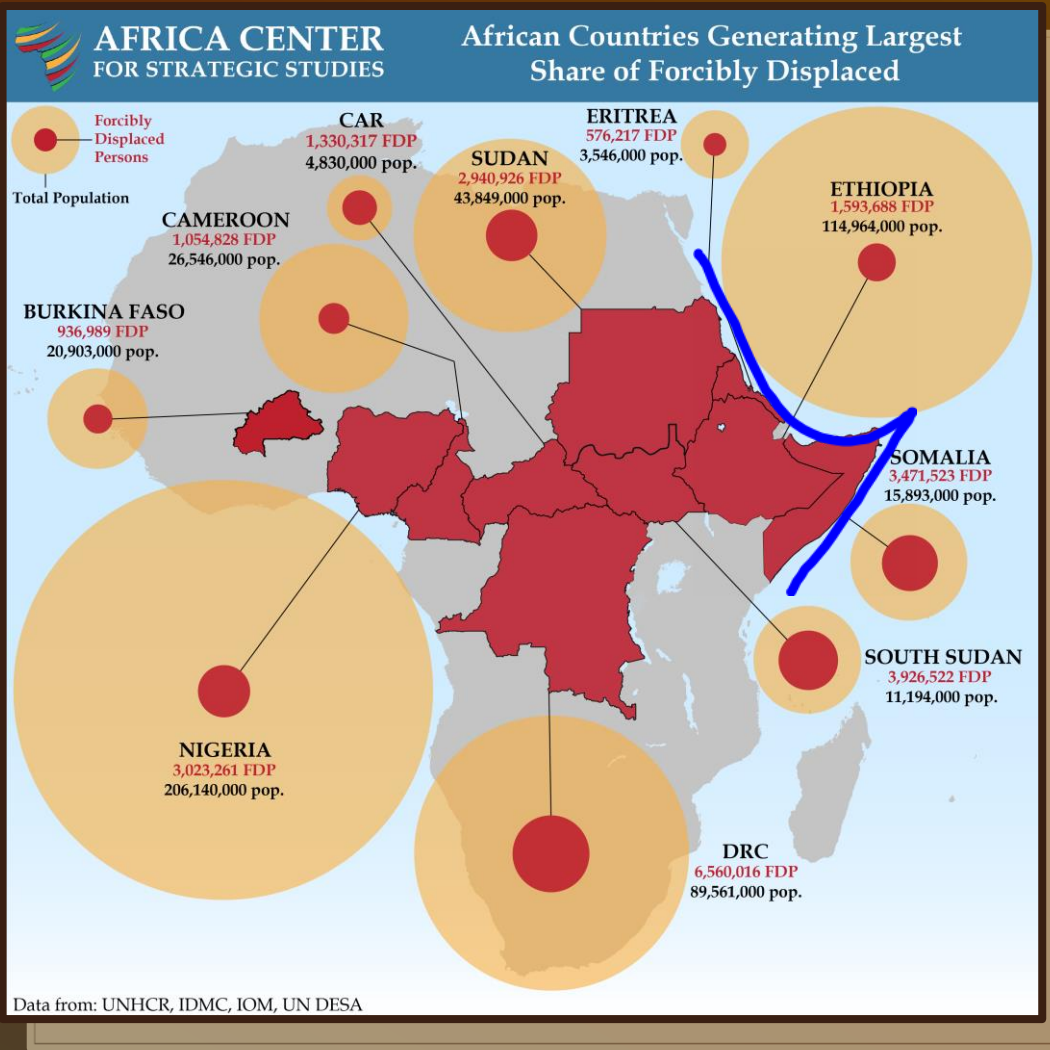 AFRICA CENTER
FOR STRATEGIC STUDIES
African Countries Generating Largest
Share of Forcibly Displaced
Forcibly
Displaced
Persons
Total Population
CAR
1,330,317 FDP
4,830,000 pop.
SUDAN
2,940,926 FDP
43,849,000 pop.
ERITREA
576,217 FDP
3,546,000 pop.
ETHIOPIA
1,593,688 FDP
114,964,000 pop.
CAMEROON
1,054,828 FDP
26,546,000 pop.
BURKINA FASO
936,989 FDP
20,903,000 pop.
SOMALIA
3,471,523 FDP
15,893,000 pop.
SOUTH SUDAN
3,926,522 FDP
11,194,000 pop.
NIGERIA
3,023,261 FDP
206,140,000 pop.
DRC
6,560,016 FDP
89,561,000 pop.
Data from: UNHCR, IDMC, IOM, UN DESA